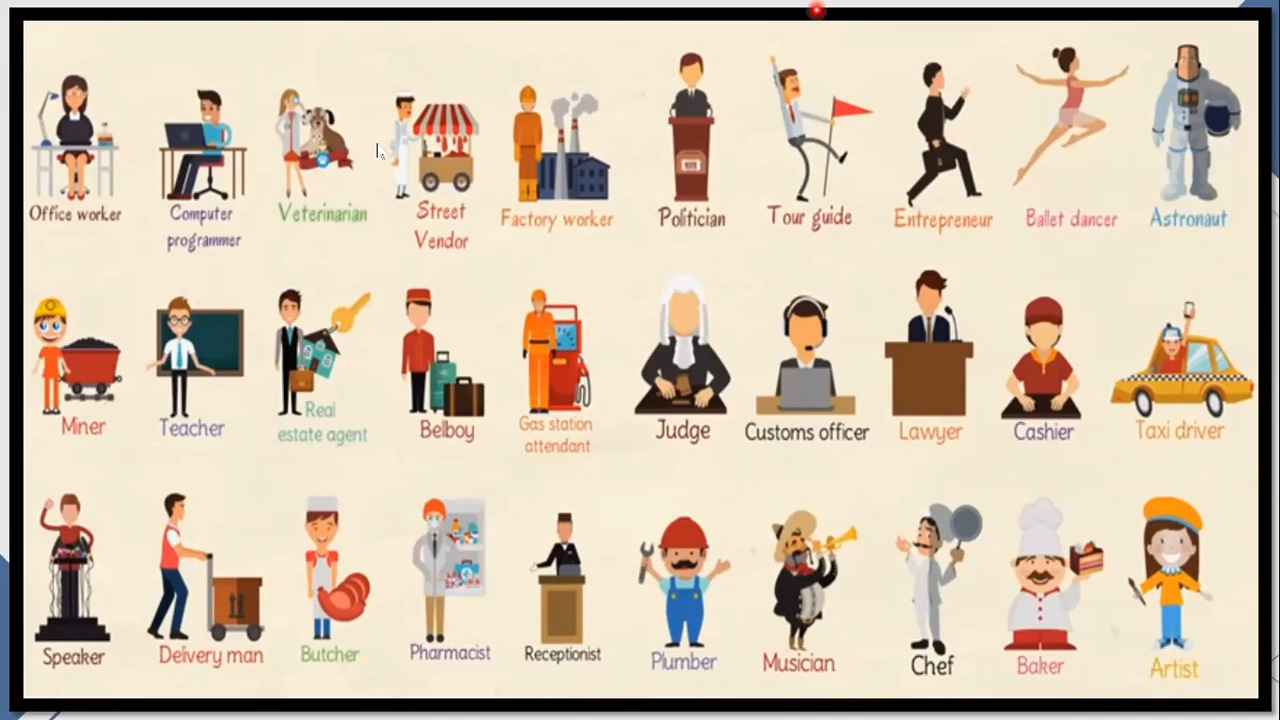 Office worker
Computer
programmer
Veterinarian
Street
Vendor
Factory worker
Politician
Tour guide
Entrepreneur
Ballet dancer
Astronaut
Miner
Teacher
Real
estate agent
Belboy
Gas station
attendant
Judge
Customs officer
Lawyer
Cashier
Taxi driver
Speaker
Delivery man
Butcher
Pharmacist
Receptionist
Plumber
Musician
Chef
Baker
Artist